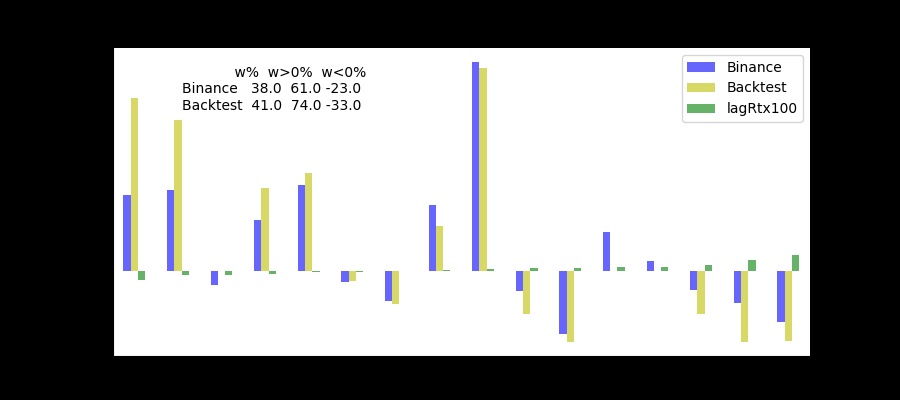 w% w>0% w<0%
Binance 38.0 61.0 -23.0
Backtest 41.0 74.0 -33.0
Binance
Backtest
lagRtx100